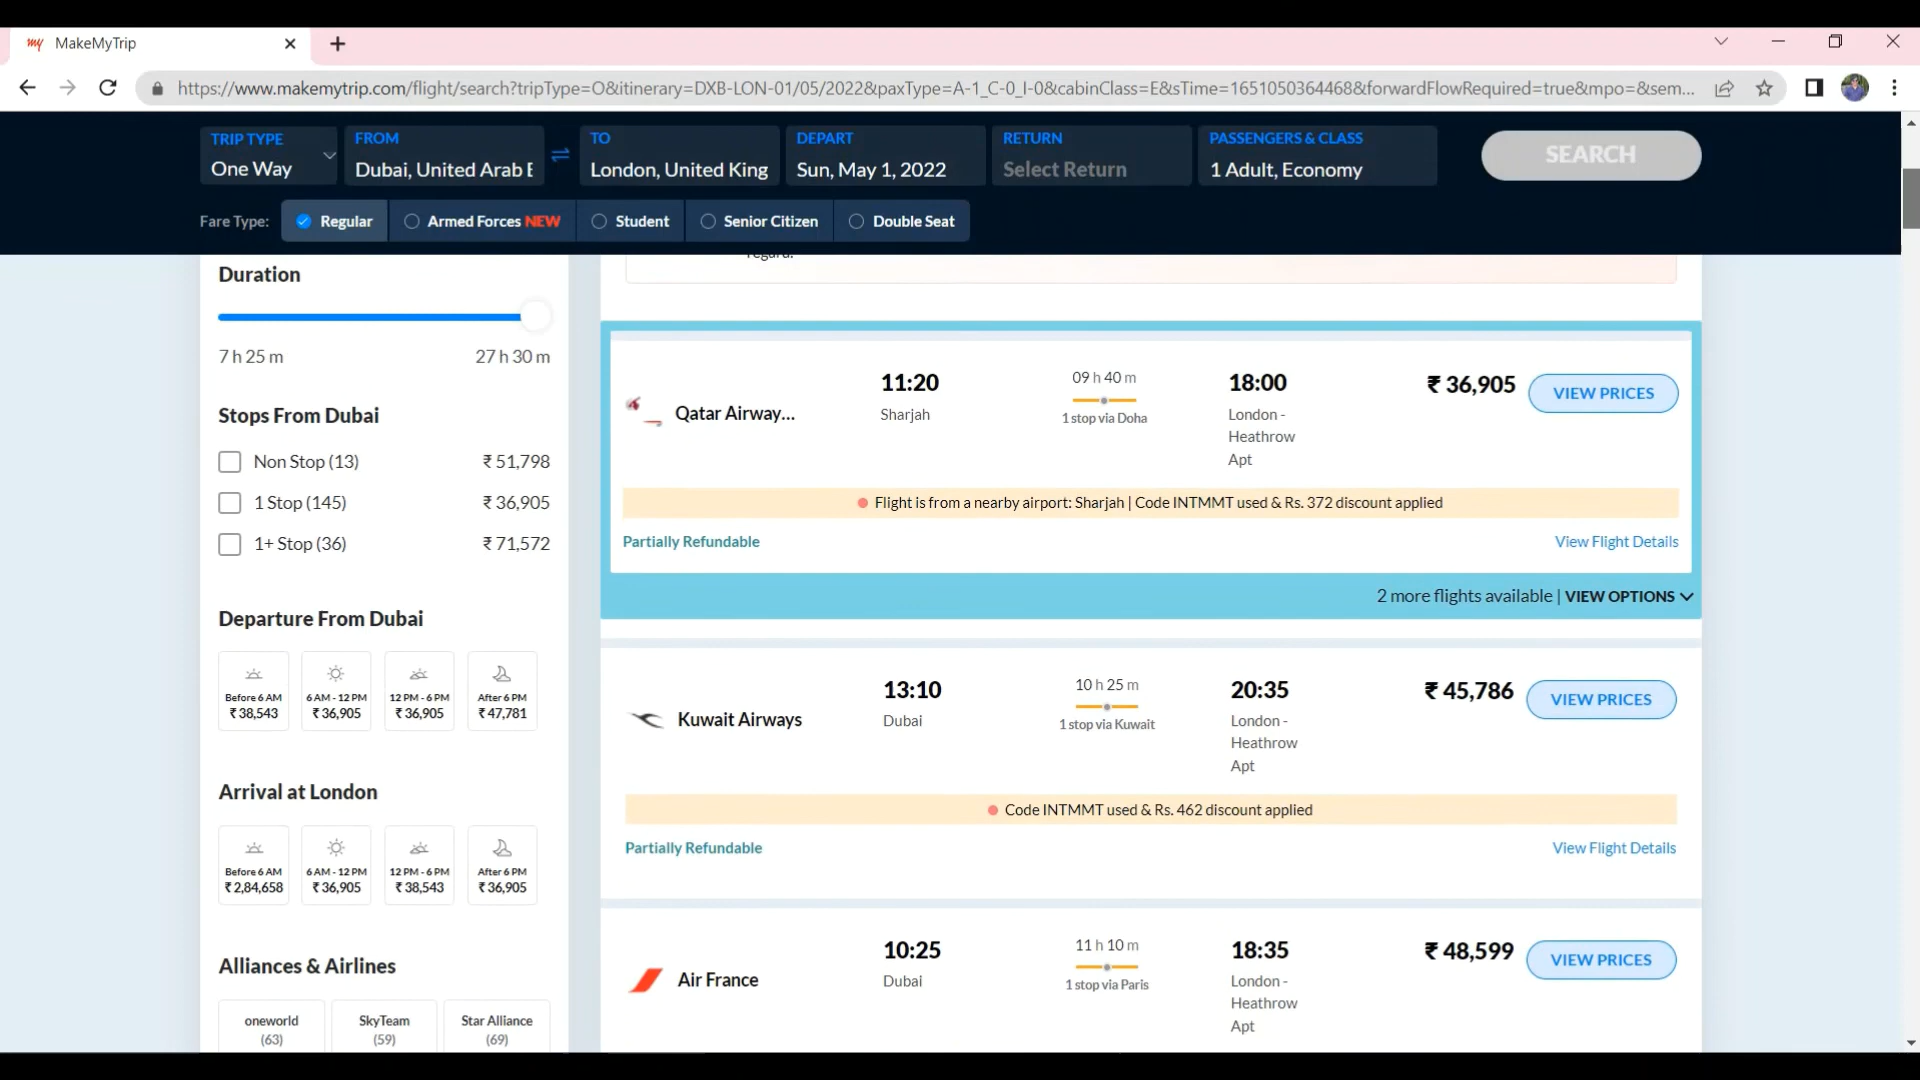 my MakeMyTrip
https://www.makemytrip.com/flight/search?tripType=O&itinerary=DXB-LON-01/05/2022&paxType=A-1_C-0_I-0&cabinClass=E&sTime=1651050364468&forwardFlowRequired=true&mpo=&sem...
TRIP TYPE
One Way
FROM
Dubai, United Arab E
TO
London, United King
DEPART
Sun, May 1, 2022
RETURN
Select Return
PASSENGERS & CLASS
1 Adult, Economy
SEARCH
Fare Type:
Regular
Armed Forces NEW
Student
Senior Citizen
Double Seat
regard.
Duration
7 h 25 m
27 h 30 m
Stops From Dubai
Non Stop (13) ₹ 51,798
1 Stop (145) ₹ 36,905
1+ Stop (36) ₹ 71,572
Departure From Dubai
Before 6 AM
₹ 38,543
6 AM - 12 PM
₹ 36,905
12 PM - 6 PM
₹ 36,905
After 6 PM
₹ 47,781
Arrival at London
Before 6 AM
₹ 2,84,658
6 AM - 12 PM
₹ 36,905
12 PM - 6 PM
₹ 38,543
After 6 PM
₹ 36,905
Alliances & Airlines
oneworld
(63)
SkyTeam
(59)
Star Alliance
(69)
Qatar Airway...
11:20
Sharjah
09 h 40 m
1 stop via Doha
18:00
London -
Heathrow
Apt
₹ 36,905
VIEW PRICES
Flight is from a nearby airport: Sharjah | Code INTMMT used & Rs. 372 discount applied
Partially Refundable
View Flight Details
2 more flights available | VIEW OPTIONS
Kuwait Airways
13:10
Dubai
10 h 25 m
1 stop via Kuwait
20:35
London -
Heathrow
Apt
₹ 45,786
VIEW PRICES
Code INTMMT used & Rs. 462 discount applied
Partially Refundable
View Flight Details
Air France
10:25
Dubai
11 h 10 m
1 stop via Paris
18:35
London -
Heathrow
Apt
₹ 48,599
VIEW PRICES